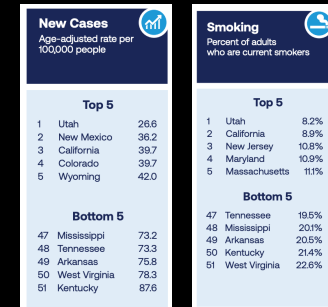 New Cases
Age-adjusted rate per
100,000 people
Top 5
1 Utah 26.6
2 New Mexico 36.2
3 California 39.7
4 Colorado 39.7
5 Wyoming 42.0
Bottom 5
47 Mississippi 73.2
48 Tennessee 73.3
49 Arkansas 75.8
50 West Virginia 78.3
51 Kentucky 87.6
Smoking
Percent of adults
who are current smokers
Top 5
1 Utah 8.2%
2 California 8.9%
3 New Jersey 10.8%
4 Maryland 10.9%
5 Massachusetts 11.1%
Bottom 5
47 Tennessee 19.5%
48 Mississippi 20.1%
49 Arkansas 20.5%
50 Kentucky 21.4%
51 West Virginia 22.6%